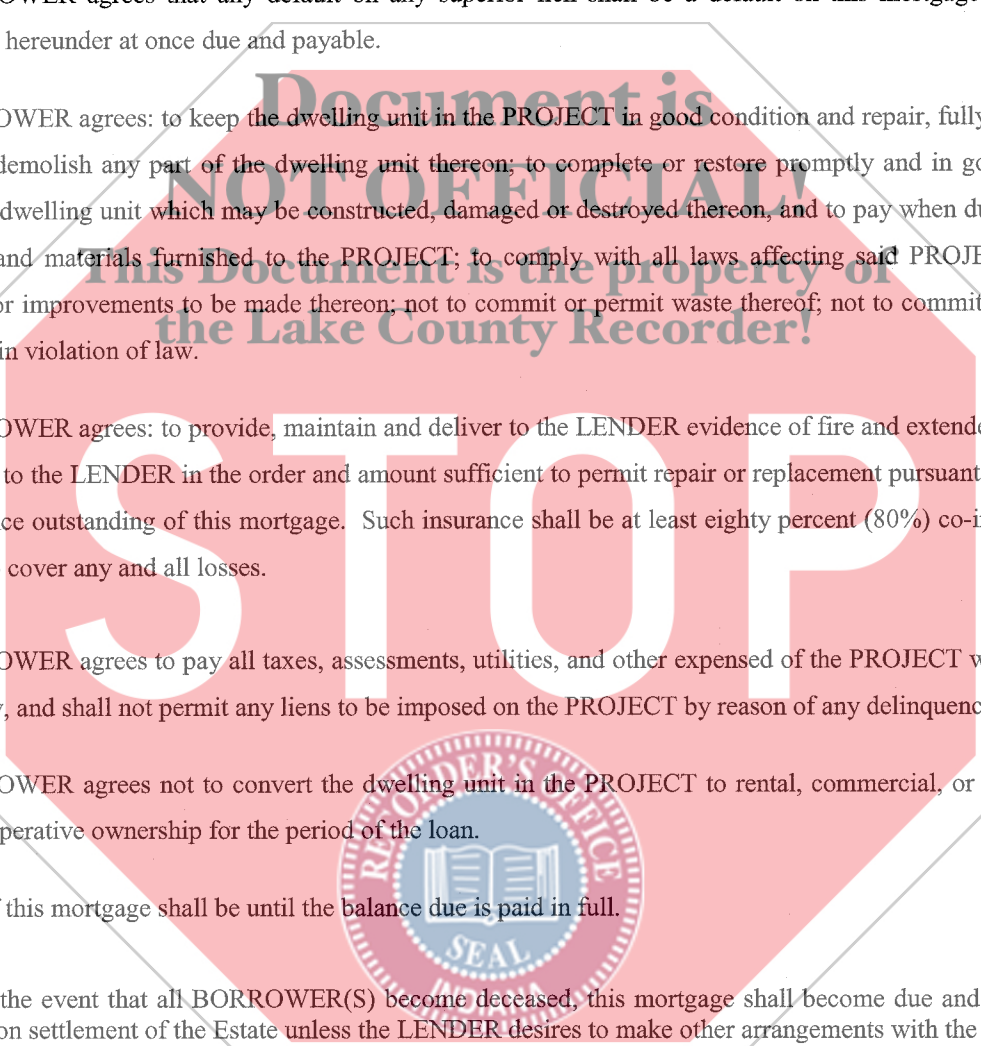 OWER agrees that any default on any superior lien shall be a default on this mortgage
hereunder at once due and payable.
Document is
OWER agrees: to keep the dwelling unit in the PROJECT in good condition and repair, fully
demolish any part of the dwelling unit thereon; to complete or restore promptly and in go
NOT OFFICIAL!
dwelling unit which may be constructed, damaged or destroyed thereon, and to pay when du
and materials furnished to the PROJECT; to comply with all laws affecting said PROJE
This Document is the property of
or improvements to be made thereon; not to commit or permit waste thereof; not to commit
the Lake County Recorder!
in violation of law.
STOP
OWER agrees: to provide, maintain and deliver to the LENDER evidence of fire and extende
to the LENDER in the order and amount sufficient to permit repair or replacement pursuant
ce outstanding of this mortgage. Such insurance shall be at least eighty percent (80%) co-i
cover any and all losses.
OWER agrees to pay all taxes, assessments, utilities, and other expensed of the PROJECT w
, and shall not permit any liens to be imposed on the PROJECT by reason of any delinquenc
OWER agrees not to convert the dwelling unit in the PROJECT to rental, commercial, or
perative ownership for the period of the loan.
RECORDER'S OFFICE
this mortgage shall be until the balance due is paid in full.
SEAL
INDIANA
the event that all BORROWER(S) become deceased, this mortgage shall become due and
on settlement of the Estate unless the LENDER desires to make other arrangements with the